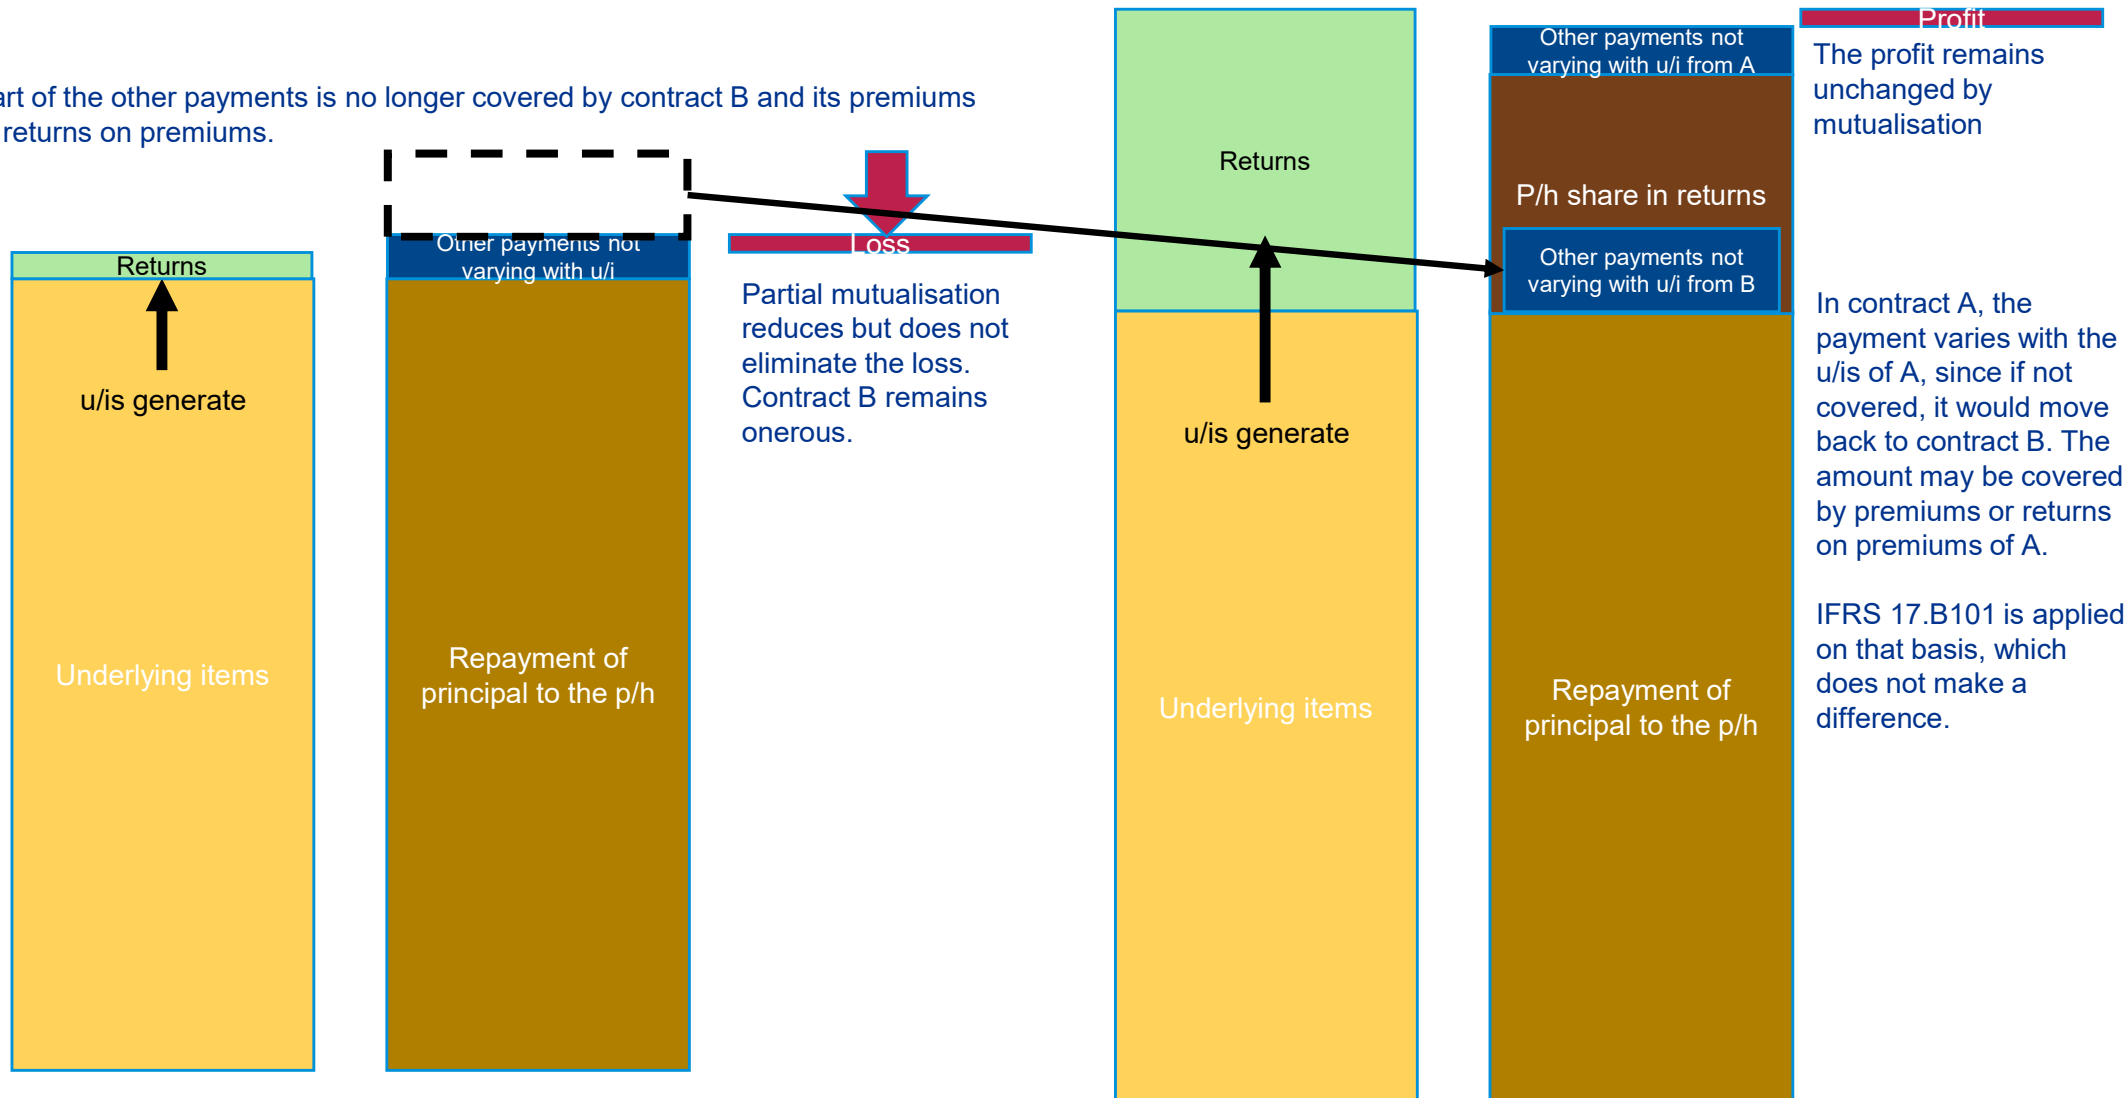 art of the other payments is no longer covered by contract B and its premiums
returns on premiums.
Returns
u/is generate
Underlying items
Other payments not
varying with u/i
Repayment of
principal to the p/h
Loss
Partial mutualisation
reduces but does not
eliminate the loss.
Contract B remains
onerous.
Returns
u/is generate
Underlying items
Other payments not
varying with u/i from A
P/h share in returns
Other payments not
varying with u/i from B
Repayment of
principal to the p/h
Profit
The profit remains
unchanged by
mutualisation
In contract A, the
payment varies with the
u/is of A, since if not
covered, it would move
back to contract B. The
amount may be covered
by premiums or returns
on premiums of A.
IFRS 17.B101 is applied
on that basis, which
does not make a
difference.